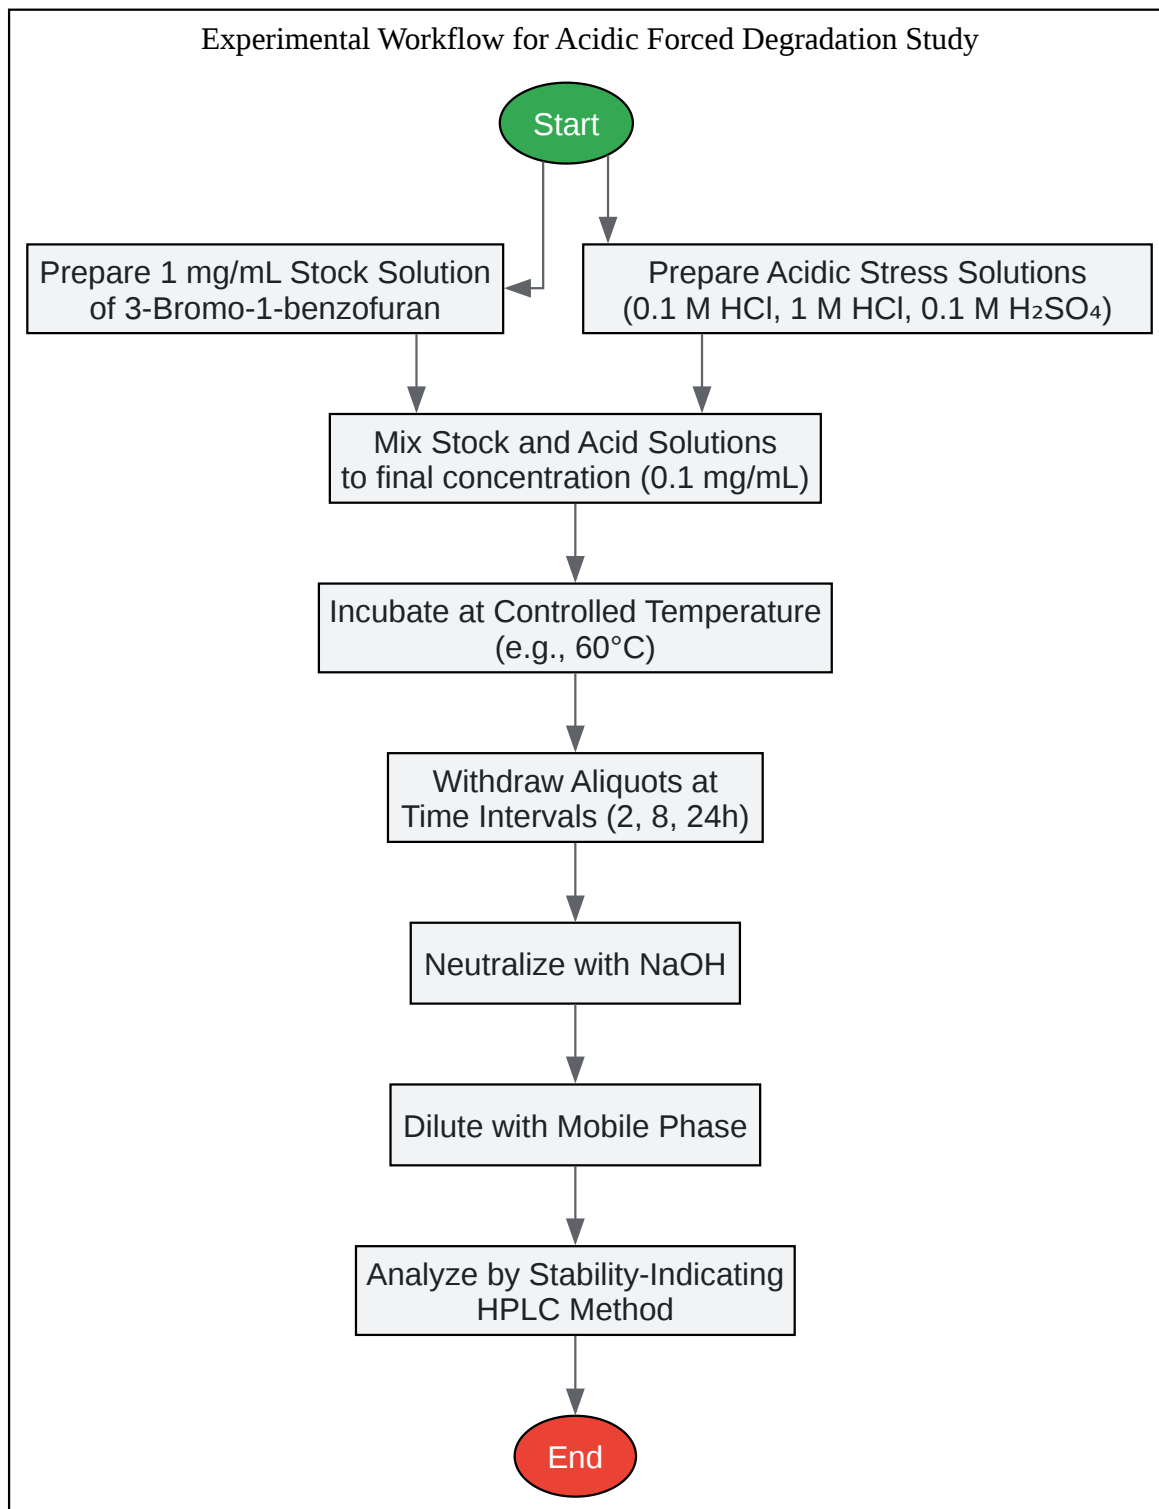 Experimental Workflow for Acidic Forced Degradation Study
Start
Prepare 1 mg/mL Stock Solution
of 3-Bromo-1-benzofuran
Prepare Acidic Stress Solutions
(0.1 M HCl, 1 M HCl, 0.1 M H₂SO₄)
Mix Stock and Acid Solutions
to final concentration (0.1 mg/mL)
Incubate at Controlled Temperature
(e.g., 60°C)
Withdraw Aliquots at
Time Intervals (2, 8, 24h)
Neutralize with NaOH
Dilute with Mobile Phase
Analyze by Stability-Indicating
HPLC Method
End